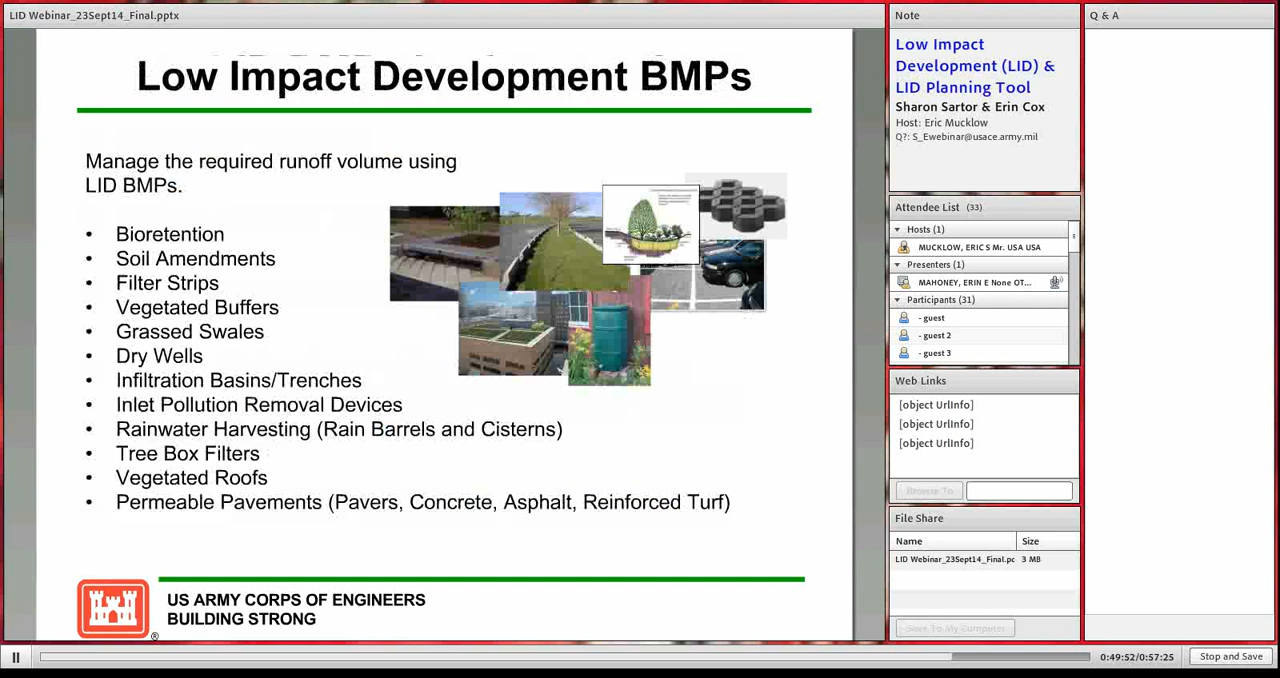 LID Webinar_23Sept14_Final.pptx
Low Impact Development BMPs
Manage the required runoff volume using
LID BMPs.
• Bioretention
• Soil Amendments
• Filter Strips
• Vegetated Buffers
• Grassed Swales
• Dry Wells
• Infiltration Basins/Trenches
• Inlet Pollution Removal Devices
• Rainwater Harvesting (Rain Barrels and Cisterns)
• Tree Box Filters
• Vegetated Roofs
• Permeable Pavements (Pavers, Concrete, Asphalt, Reinforced Turf)
US ARMY CORPS OF ENGINEERS
BUILDING STRONG
®
Note
Low Impact
Development (LID) &
LID Planning Tool
Sharon Sartor & Erin Cox
Host: Eric Mucklow
Q?: S_Ewebinar@usace.army.mil
Attendee List (33)
Hosts (1)
MUCKLOW, ERIC S Mr. USA USA
Presenters (1)
MAHONEY, ERIN E None OT...
Participants (31)
- guest
- guest 2
- guest 3
Web Links
[object UrlInfo]
[object UrlInfo]
[object UrlInfo]
Browse To
File Share
Name Size
LID Webinar_23Sept14_Final.pc 3 MB
Save To My Computer
Q & A
0:49:52/0:57:25
Stop and Save